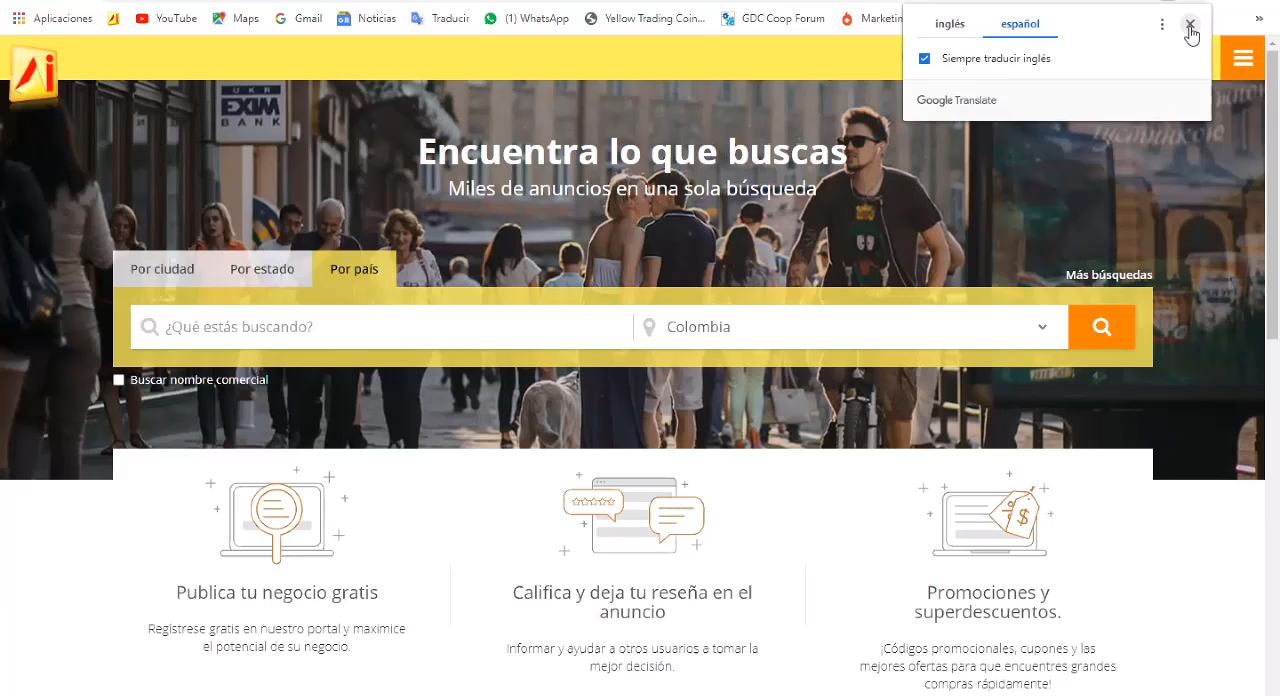 Aplicaciones
YouTube
Maps
Gmail
Noticias
Traducir
(1) WhatsApp
Yellow Trading Coin...
GDC Coop Forum
Marketin
»
inglés
español
Siempre traducir inglés
Google Translate
Ai
UKR
EXIM
BANK
Encuentra lo que buscas
Miles de anuncios en una sola búsqueda
Por ciudad
Por estado
Por país
Más búsquedas
¿Qué estás buscando?
Colombia
Buscar nombre comercial
Publica tu negocio gratis
Regístrese gratis en nuestro portal y maximice
el potencial de su negocio.
Califica y deja tu reseña en el
anuncio
Informar y ayudar a otros usuarios a tomar la
mejor decisión.
Promociones y
superdescuentos.
¡Códigos promocionales, cupones y las
mejores ofertas para que encuentres grandes
compras rápidamente!